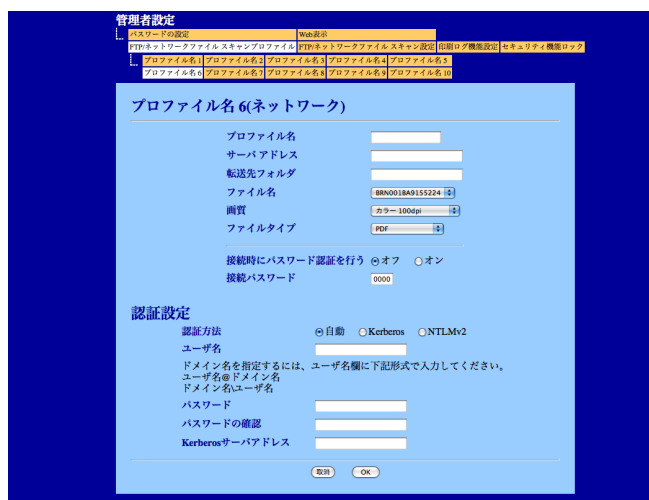 管理者設定
パスワードの設定 Web表示
FTP/ネットワークファイル スキャンプロファイル FTP/ネットワークファイル スキャン設定 印刷ログ機能設定 セキュリティ機能ロック
プロファイル名 1 プロファイル名 2 プロファイル名 3 プロファイル名 4 プロファイル名 5
プロファイル名 6 プロファイル名 7 プロファイル名 8 プロファイル名 9 プロファイル名 10
プロファイル名 6(ネットワーク)
プロファイル名
サーバ アドレス
転送先フォルダ
ファイル名 BRN001BA9155224
画質 カラー 100dpi
ファイルタイプ PDF
接続時にパスワード認証を行う オフ オン
接続パスワード 0000
認証設定
認証方法 自動 Kerberos NTLMv2
ユーザ名
ドメイン名を指定するには、ユーザ名欄に下記形式で入力してください。
ユーザ名@ドメイン名
ドメイン名\ユーザ名
パスワード
パスワードの確認
Kerberosサーバアドレス
取消 OK